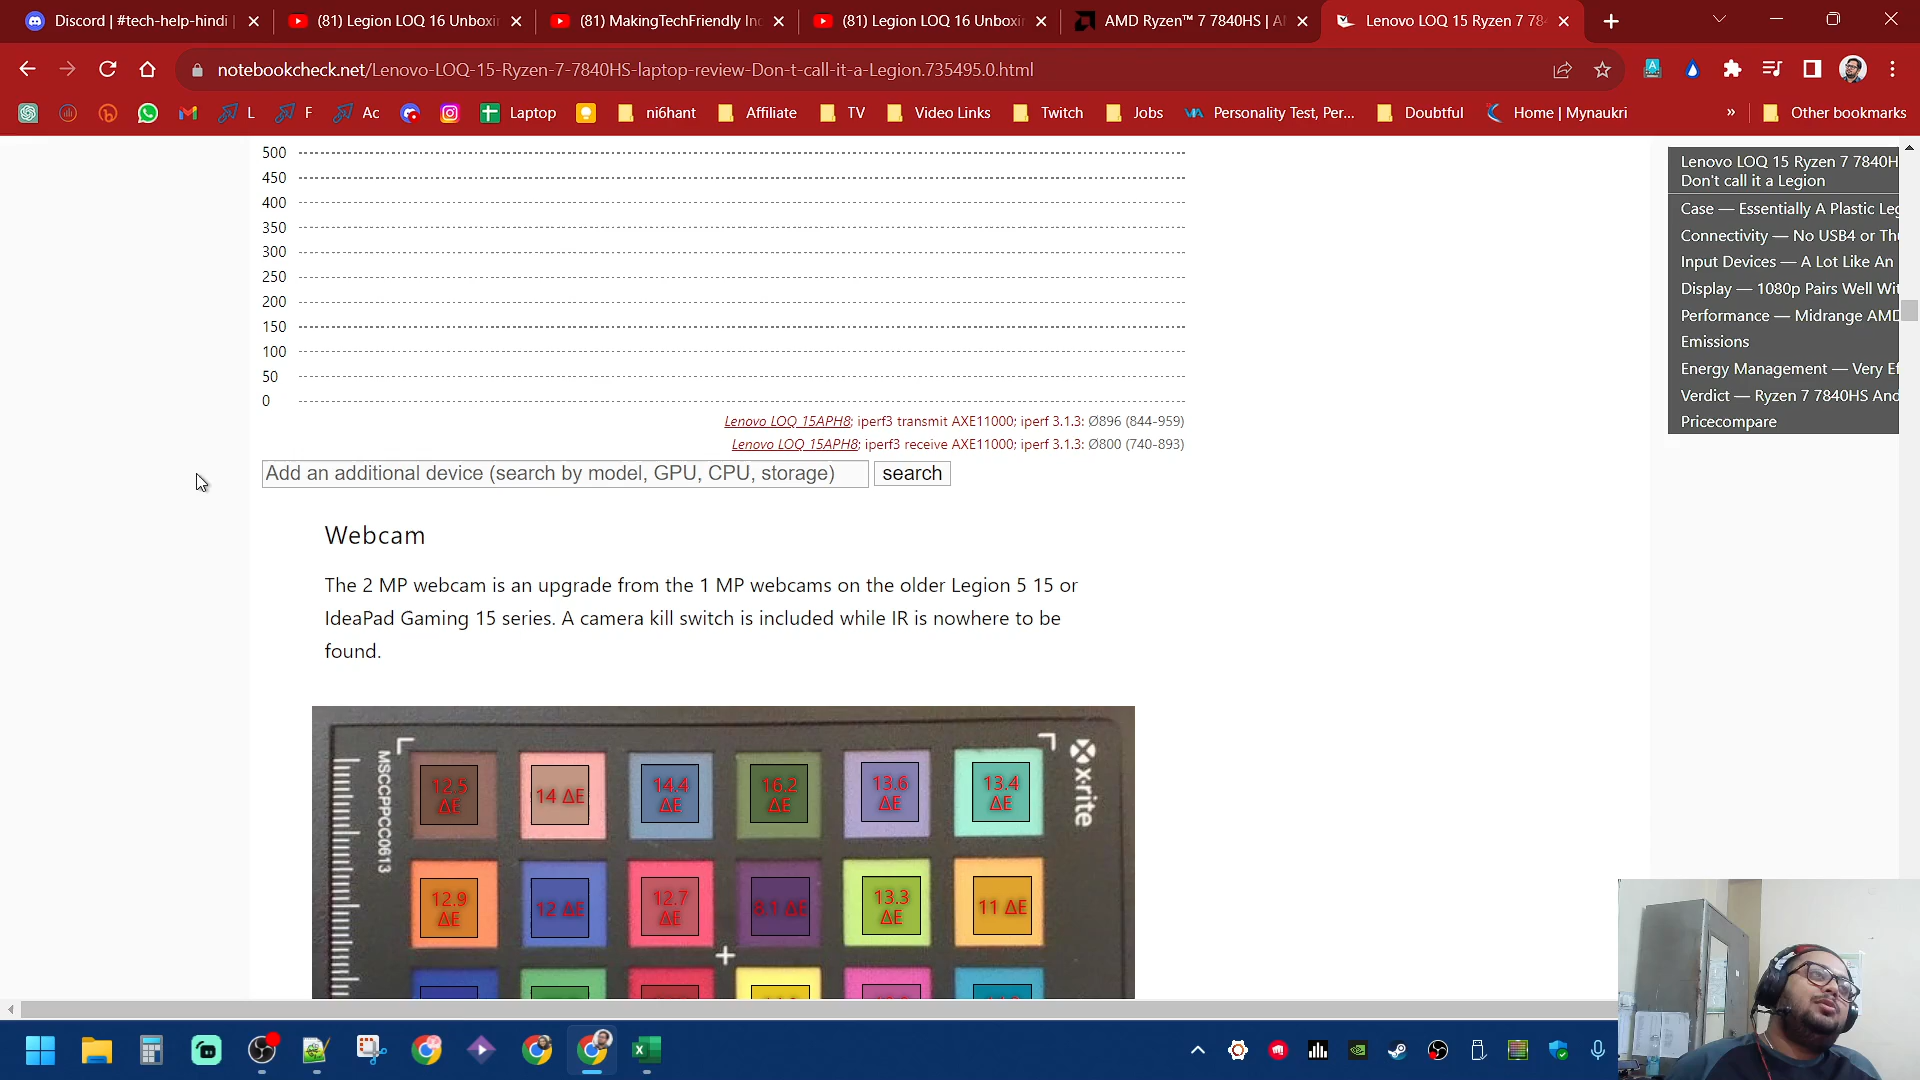 Discord | #tech-help-hindi |
(81) Legion LOQ 16 Unboxin
(81) MakingTechFriendly Inc
(81) Legion LOQ 16 Unboxin
AMD Ryzen™ 7 7840HS | A
Lenovo LOQ 15 Ryzen 7 78
notebookcheck.net/Lenovo-LOQ-15-Ryzen-7-7840HS-laptop-review-Don-t-call-it-a-Legion.735495.0.html
L
F
Ac
Laptop
ni6hant
Affiliate
TV
Video Links
Twitch
Jobs
Personality Test, Per...
Doubtful
Home | Mynaukri
»
Other bookmarks
500
450
400
350
300
250
200
150
100
50
0
Lenovo LOQ 15APH8; iperf3 transmit AXE11000; iperf 3.1.3: Ø896 (844-959)
Lenovo LOQ 15APH8; iperf3 receive AXE11000; iperf 3.1.3: Ø800 (740-893)
Add an additional device (search by model, GPU, CPU, storage)
search
Lenovo LOQ 15 Ryzen 7 7840H
Don't call it a Legion
Case — Essentially A Plastic Leg
Connectivity — No USB4 or Th
Input Devices — A Lot Like An
Display — 1080p Pairs Well Wit
Performance — Midrange AMD
Emissions
Energy Management — Very Ef
Verdict — Ryzen 7 7840HS And
Pricecompare
Webcam
The 2 MP webcam is an upgrade from the 1 MP webcams on the older Legion 5 15 or
IdeaPad Gaming 15 series. A camera kill switch is included while IR is nowhere to be
found.
MSCCPPCC0613
x·rite
12.5
ΔE
14 ΔE
14.4
ΔE
16.2
ΔE
13.6
ΔE
13.4
ΔE
12.9
ΔE
12 ΔE
12.7
ΔE
8.1 ΔE
13.3
ΔE
11 ΔE